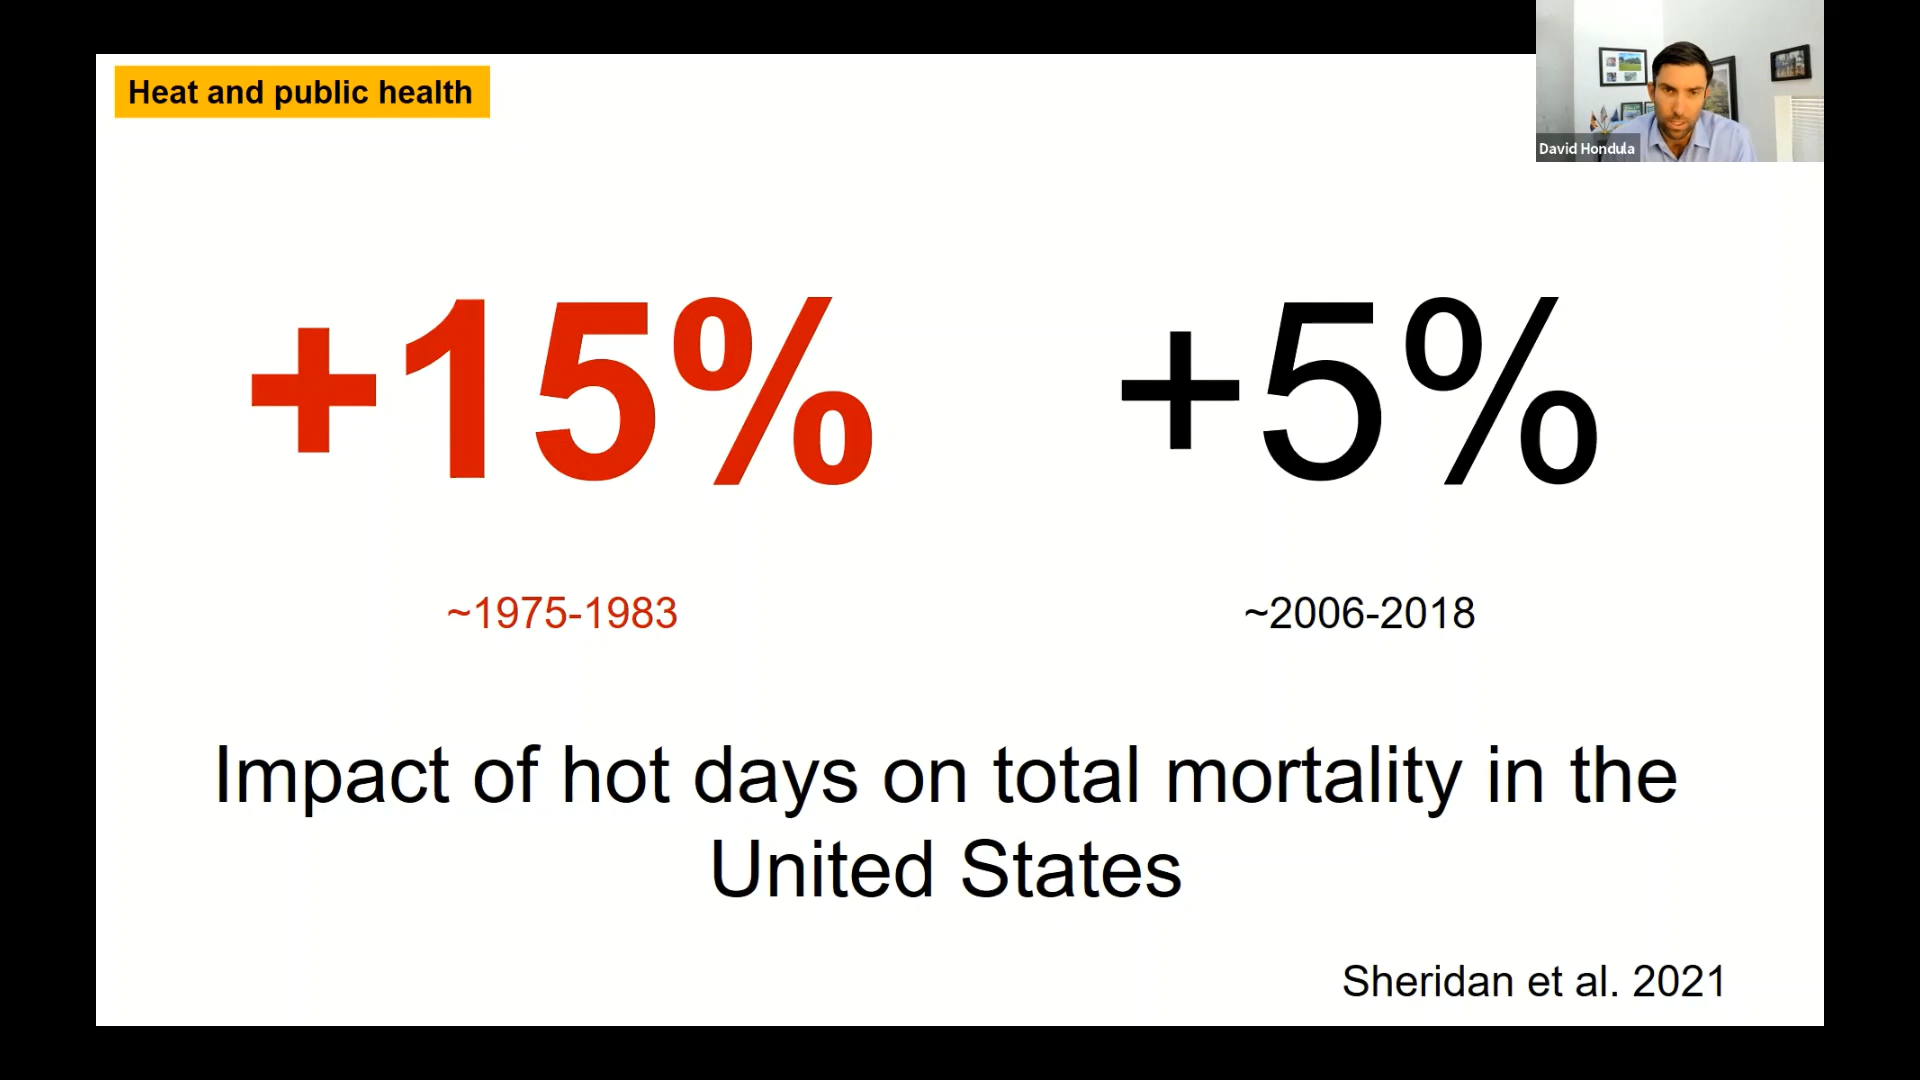 Heat and public health
David Hondula
+15%
+5%
~1975-1983
~2006-2018
Impact of hot days on total mortality in the
United States
Sheridan et al. 2021